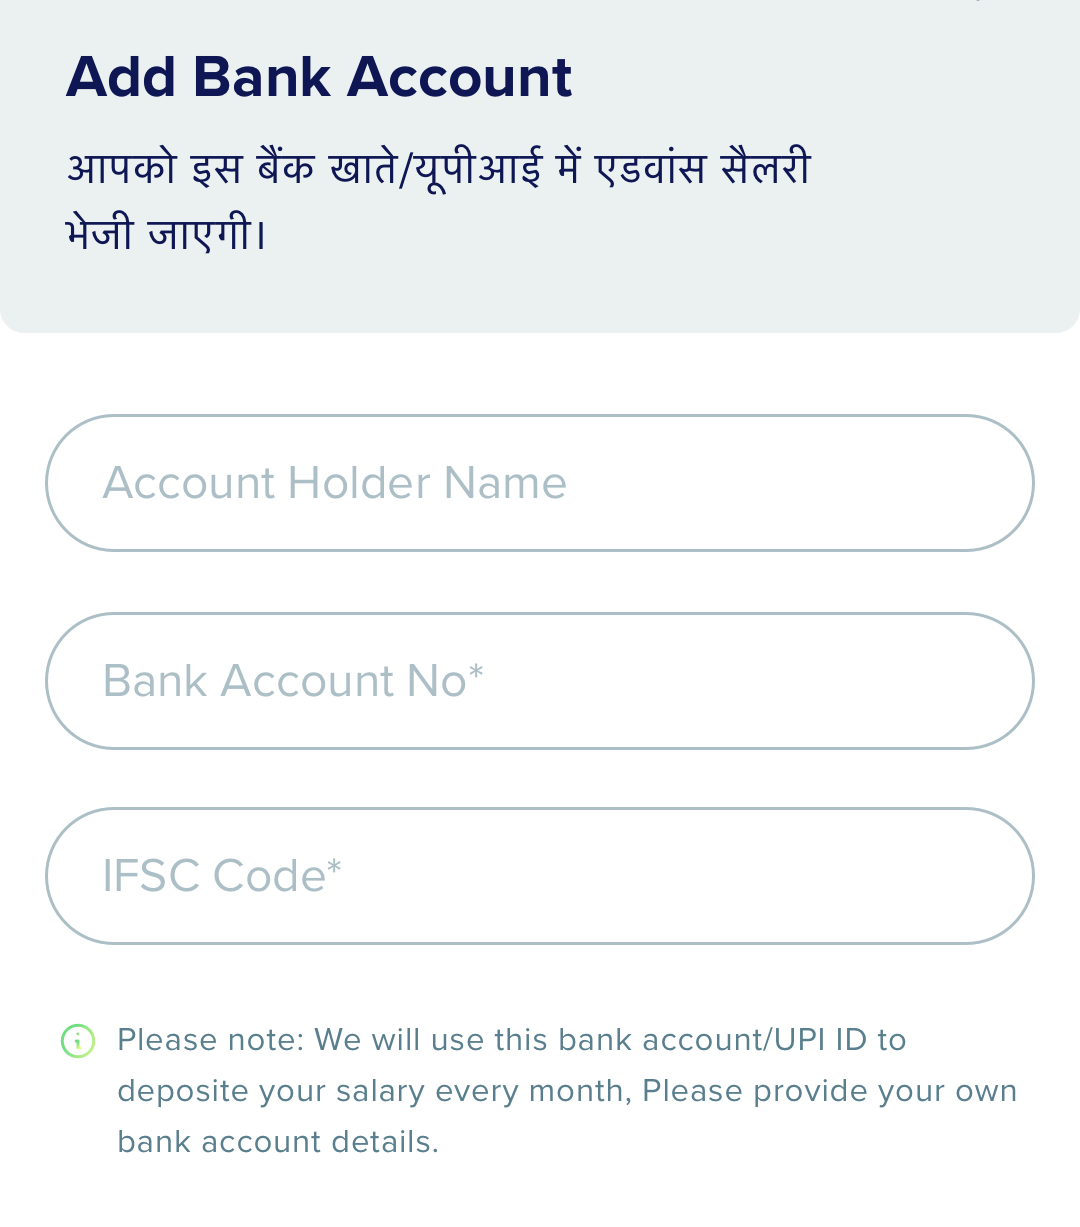 Add Bank Account
आपको इस बैंक खाते/यूपीआई में एडवांस सैलरी
भेजी जाएगी।
Account Holder Name
Bank Account No*
IFSC Code*
Please note: We will use this bank account/UPI ID to
deposite your salary every month, Please provide your own
bank account details.